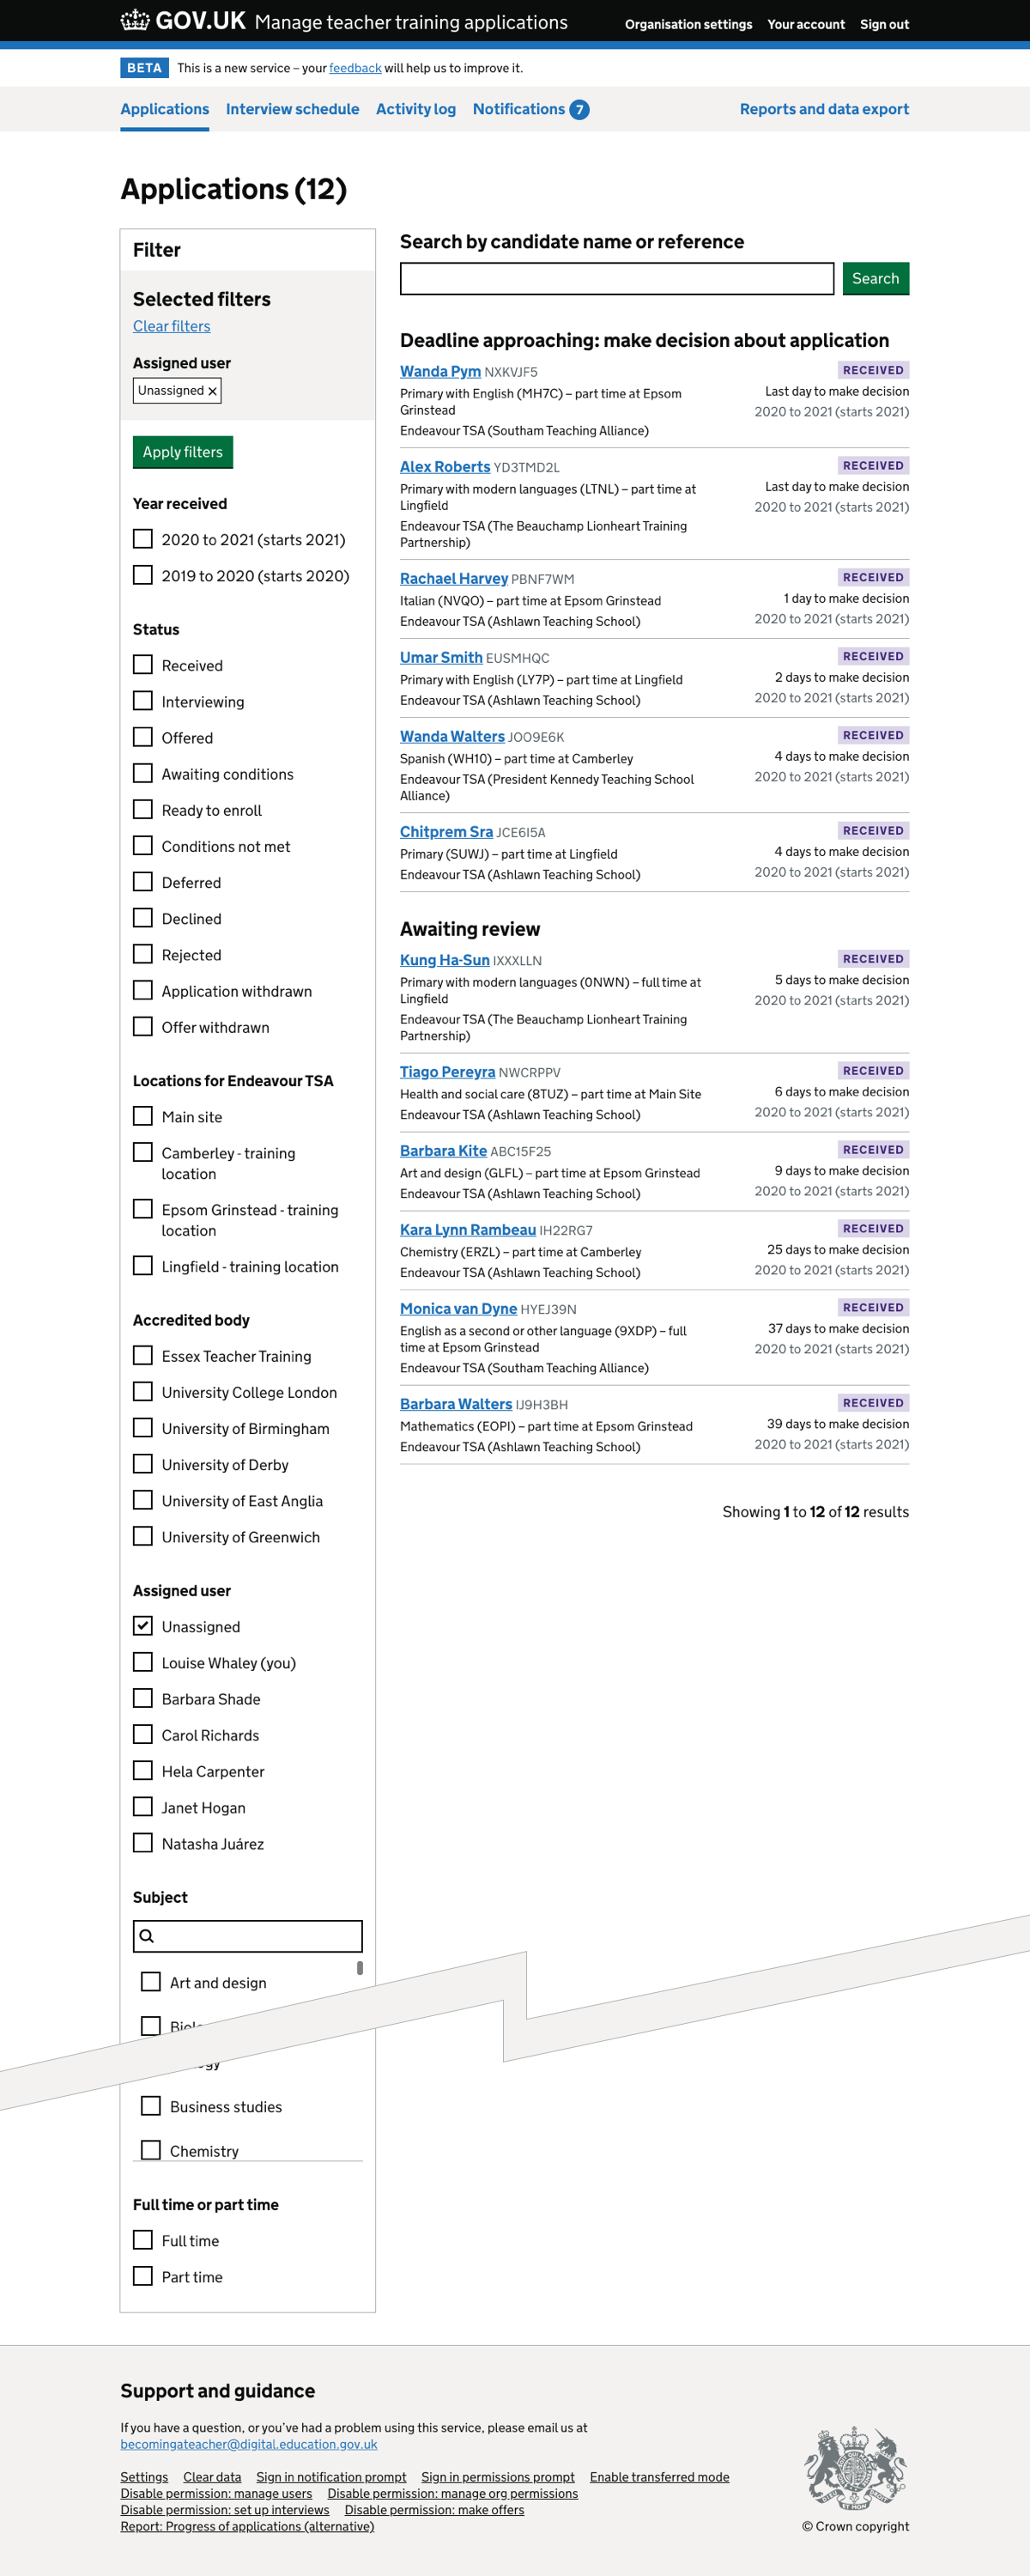 GOV.UK Manage teacher training applications
Organisation settings Your account Sign out
BETA This is a new service – your feedback will help us to improve it.
Applications Interview schedule Activity log Notifications 7 Reports and data export
Applications (12)
Filter
Selected filters
Clear filters
Assigned user
Unassigned ×
Apply filters
Year received
2020 to 2021 (starts 2021)
2019 to 2020 (starts 2020)
Status
Received
Interviewing
Offered
Awaiting conditions
Ready to enroll
Conditions not met
Deferred
Declined
Rejected
Application withdrawn
Offer withdrawn
Locations for Endeavour TSA
Main site
Camberley - training
location
Epsom Grinstead - training
location
Lingfield - training location
Accredited body
Essex Teacher Training
University College London
University of Birmingham
University of Derby
University of East Anglia
University of Greenwich
Assigned user
Unassigned
Louise Whaley (you)
Barbara Shade
Carol Richards
Hela Carpenter
Janet Hogan
Natasha Juárez
Subject
Art and design
Business studies
Chemistry
Full time or part time
Full time
Part time
Search by candidate name or reference
Search
Deadline approaching: make decision about application
Wanda Pym NXKVJF5
Primary with English (MH7C) – part time at Epsom
Grinstead
Endeavour TSA (Southam Teaching Alliance)
RECEIVED
Last day to make decision
2020 to 2021 (starts 2021)
Alex Roberts YD3TMD2L
Primary with modern languages (LTNL) – part time at
Lingfield
Endeavour TSA (The Beauchamp Lionheart Training
Partnership)
RECEIVED
Last day to make decision
2020 to 2021 (starts 2021)
Rachael Harvey PBNF7WM
Italian (NVQO) – part time at Epsom Grinstead
Endeavour TSA (Ashlawn Teaching School)
RECEIVED
1 day to make decision
2020 to 2021 (starts 2021)
Umar Smith EUSMHQC
Primary with English (LY7P) – part time at Lingfield
Endeavour TSA (Ashlawn Teaching School)
RECEIVED
2 days to make decision
2020 to 2021 (starts 2021)
Wanda Walters JOO9E6K
Spanish (WH10) – part time at Camberley
Endeavour TSA (President Kennedy Teaching School
Alliance)
RECEIVED
4 days to make decision
2020 to 2021 (starts 2021)
Chitprem Sra JCE6I5A
Primary (SUWJ) – part time at Lingfield
Endeavour TSA (Ashlawn Teaching School)
RECEIVED
4 days to make decision
2020 to 2021 (starts 2021)
Awaiting review
Kung Ha-Sun IXXXLLN
Primary with modern languages (0NWN) – full time at
Lingfield
Endeavour TSA (The Beauchamp Lionheart Training
Partnership)
RECEIVED
5 days to make decision
2020 to 2021 (starts 2021)
Tiago Pereyra NWCRPPV
Health and social care (8TUZ) – part time at Main Site
Endeavour TSA (Ashlawn Teaching School)
RECEIVED
6 days to make decision
2020 to 2021 (starts 2021)
Barbara Kite ABC15F25
Art and design (GLFL) – part time at Epsom Grinstead
Endeavour TSA (Ashlawn Teaching School)
RECEIVED
9 days to make decision
2020 to 2021 (starts 2021)
Kara Lynn Rambeau IH22RG7
Chemistry (ERZL) – part time at Camberley
Endeavour TSA (Ashlawn Teaching School)
RECEIVED
25 days to make decision
2020 to 2021 (starts 2021)
Monica van Dyne HYEJ39N
English as a second or other language (9XDP) – full
time at Epsom Grinstead
Endeavour TSA (Southam Teaching Alliance)
RECEIVED
37 days to make decision
2020 to 2021 (starts 2021)
Barbara Walters IJ9H3BH
Mathematics (EOPI) – part time at Epsom Grinstead
Endeavour TSA (Ashlawn Teaching School)
RECEIVED
39 days to make decision
2020 to 2021 (starts 2021)
Showing 1 to 12 of 12 results
Support and guidance
If you have a question, or you've had a problem using this service, please email us at
becomingateacher@digital.education.gov.uk
Settings Clear data Sign in notification prompt Sign in permissions prompt Enable transferred mode
Disable permission: manage users Disable permission: manage org permissions
Disable permission: set up interviews Disable permission: make offers
Report: Progress of applications (alternative)
© Crown copyright